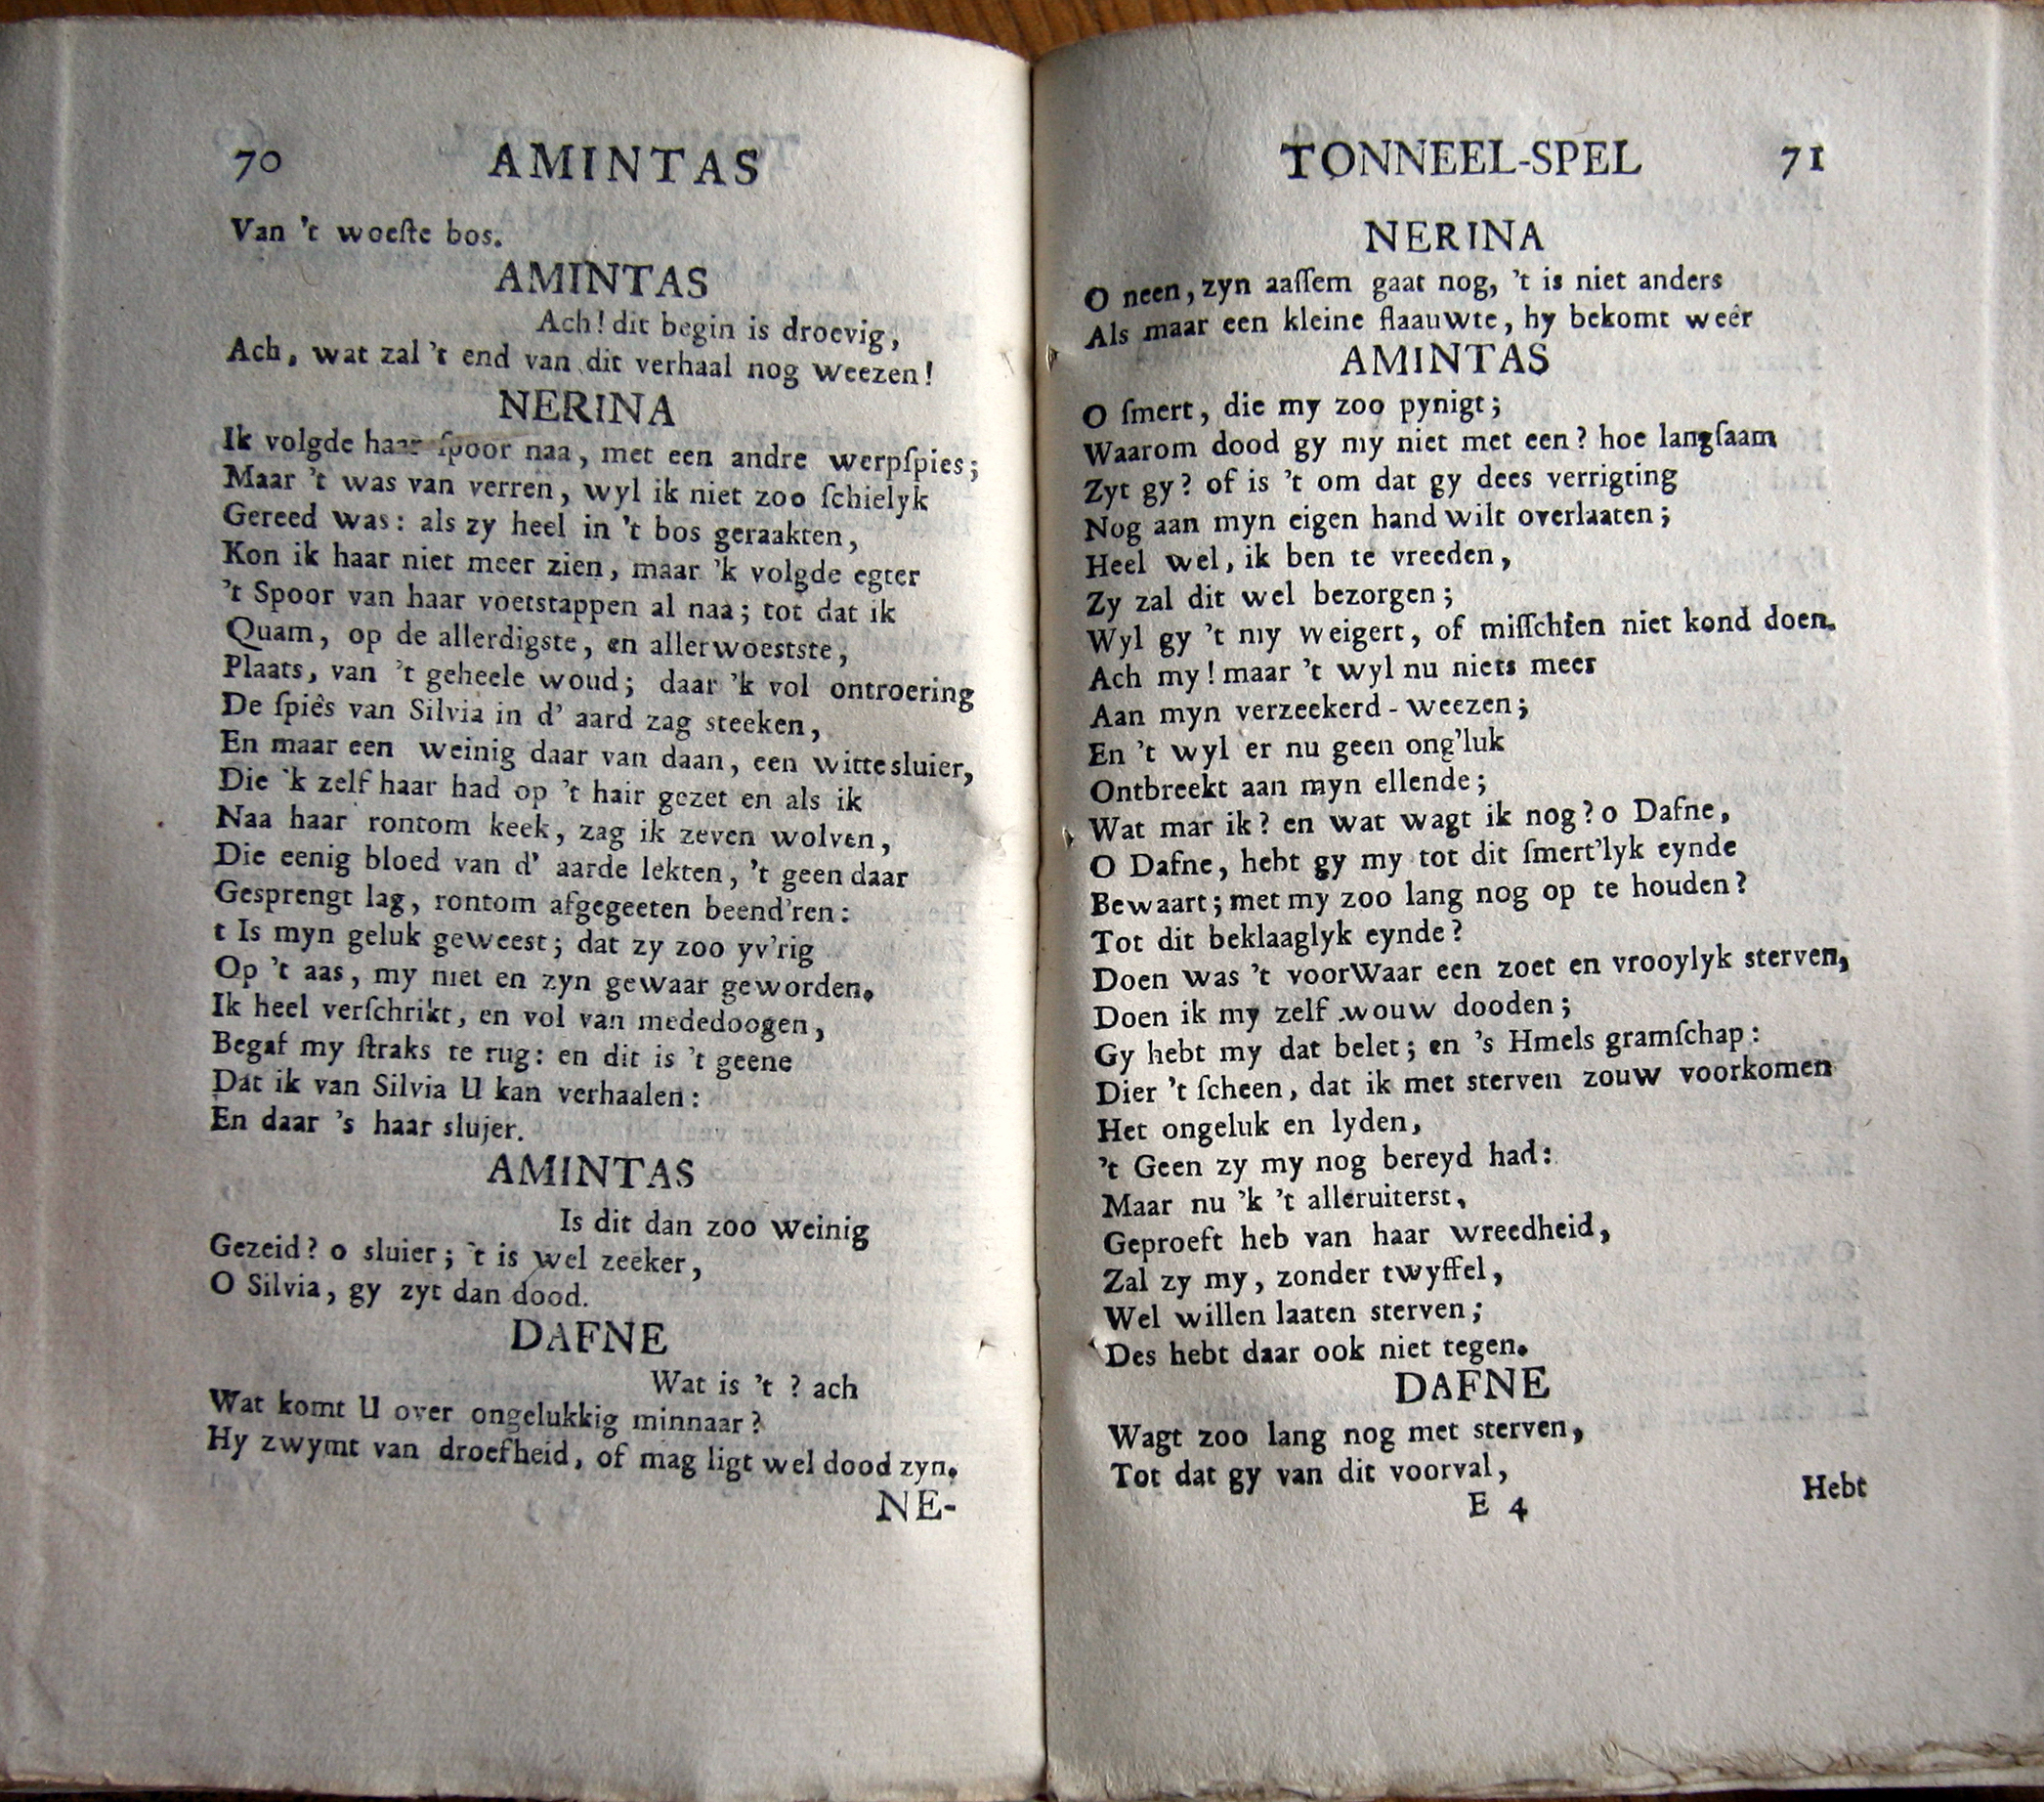 70 AMINTAS
Van 't woeſte bos.
AMINTAS
Ach! dit begin is droevig,
Ach, wat zal 't end van dit verhaal nog weezen!
NERINA
Ik volgde haar ſpoor naa, met een andre werpſpies;
Maar 't was van verren, wyl ik niet zoo ſchielyk
Gereed was: als zy heel in 't bos geraakten,
Kon ik haar niet meer zien, maar 'k volgde egter
't Spoor van haar voetstappen al naa; tot dat ik
Quam, op de allerdigste, en allerwoestste,
Plaats, van 't geheele woud; daar 'k vol ontroering
De ſpiês van Silvia in d' aard zag steeken,
En maar een weinig daar van daan, een witte sluier,
Die 'k zelf haar had op 't hair gezet en als ik
Naa haar rontom keek, zag ik zeven wolven,
Die eenig bloed van d' aarde lekten, 't geen daar
Gesprengt lag, rontom afgegeeten beend'ren:
t Is myn geluk geweest; dat zy zoo yv'rig
Op 't aas, my niet en zyn gewaar geworden.
Ik heel verſchrikt, en vol van mededoogen,
Begaf my ſtraks te rug: en dit is 't geene
Dat ik van Silvia U kan verhaalen:
En daar 's haar slujer.
AMINTAS
Is dit dan zoo weinig
Gezeid? o sluier; 't is wel zeeker,
O Silvia, gy zyt dan dood.
DAFNE
Wat is 't ? ach
Wat komt U over ongelukkig minnaar?
Hy zwymt van droefheid, of mag ligt wel dood zyn.
NE-
TONNEEL-SPEL 71
NERINA
O neen, zyn aaſſem gaat nog, 't is niet anders
Als maar een kleine flaauwte, hy bekomt weêr
AMINTAS
O ſmert, die my zoo pynigt;
Waarom dood gy my niet met een? hoe langſaam
Zyt gy? of is 't om dat gy dees verrigting
Nog aan myn eigen hand wilt overlaaten;
Heel wel, ik ben te vreeden,
Zy zal dit wel bezorgen;
Wyl gy 't my weigert, of miſſchien niet kond doen.
Ach my! maar 't wyl nu niets meer
Aan myn verzeekerd-weezen;
En 't wyl er nu geen ong'luk
Ontbreekt aan myn ellende;
Wat mar ik? en wat wagt ik nog? o Dafne,
O Dafne, hebt gy my tot dit ſmert'lyk eynde
Bewaart; met my zoo lang nog op te houden?
Tot dit beklaaglyk eynde?
Doen was 't voorWaar een zoet en vrooylyk sterven,
Doen ik my zelf wouw dooden;
Gy hebt my dat belet; en 's Hmels gramſchap:
Dier 't ſcheen, dat ik met sterven zouw voorkomen
Het ongeluk en lyden,
't Geen zy my nog bereyd had:
Maar nu 'k 't alleruiterst,
Geproeft heb van haar wreedheid,
Zal zy my, zonder twyffel,
Wel willen laaten sterven;
Des hebt daar ook niet tegen.
DAFNE
Wagt zoo lang nog met sterven,
Tot dat gy van dit voorval,
E 4 Hebt